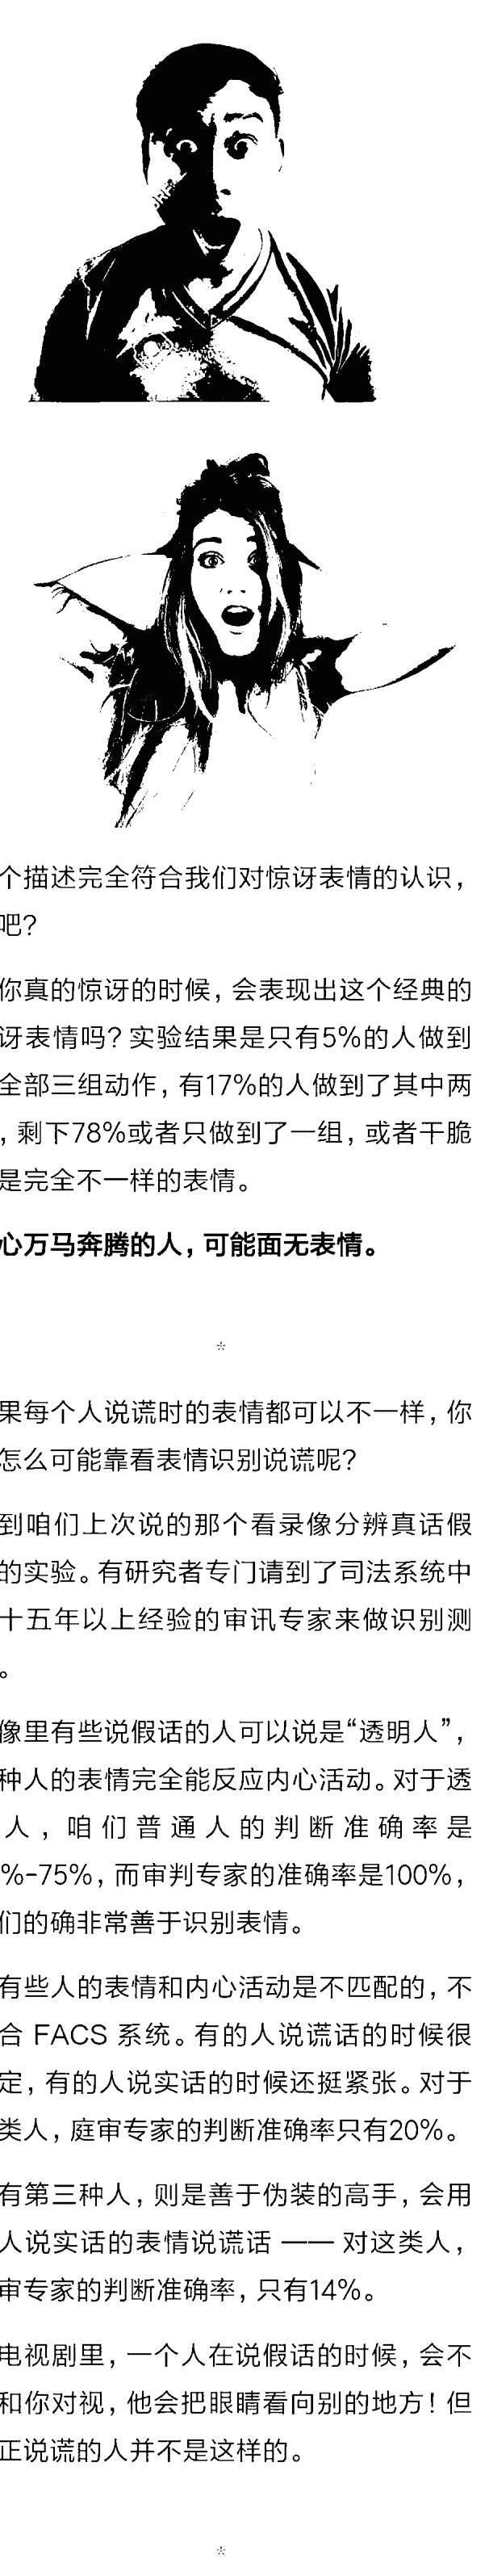 个描述完全符合我们对惊讶表情的认识，
吧？
你真的惊讶的时候，会表现出这个经典的
讶表情吗？实验结果是只有5%的人做到
全部三组动作，有17%的人做到了其中两
，剩下78%或者只做到了一组，或者干脆
是完全不一样的表情。
心万马奔腾的人，可能面无表情。
*
果每个人说谎时的表情都可以不一样，你
怎么可能靠看表情识别说谎呢？
到咱们上次说的那个看录像分辨真话假
的实验。有研究者专门请到了司法系统中
十五年以上经验的审讯专家来做识别测
。
像里有些说假话的人可以说是“透明人”，
种人的表情完全能反应内心活动。对于透
人，咱们普通人的判断准确率是
%-75%，而审判专家的准确率是100%，
们的确非常善于识别表情。
有些人的表情和内心活动是不匹配的，不
合 FACS 系统。有的人说谎话的时候很
定，有的人说实话的时候还挺紧张。对于
类人，庭审专家的判断准确率只有20%。
有第三种人，则是善于伪装的高手，会用
人说实话的表情说谎话 —— 对这类人，
审专家的判断准确率，只有14%。
电视剧里，一个人在说假话的时候，会不
和你对视，他会把眼睛看向别的地方！但
正说谎的人并不是这样的。
*